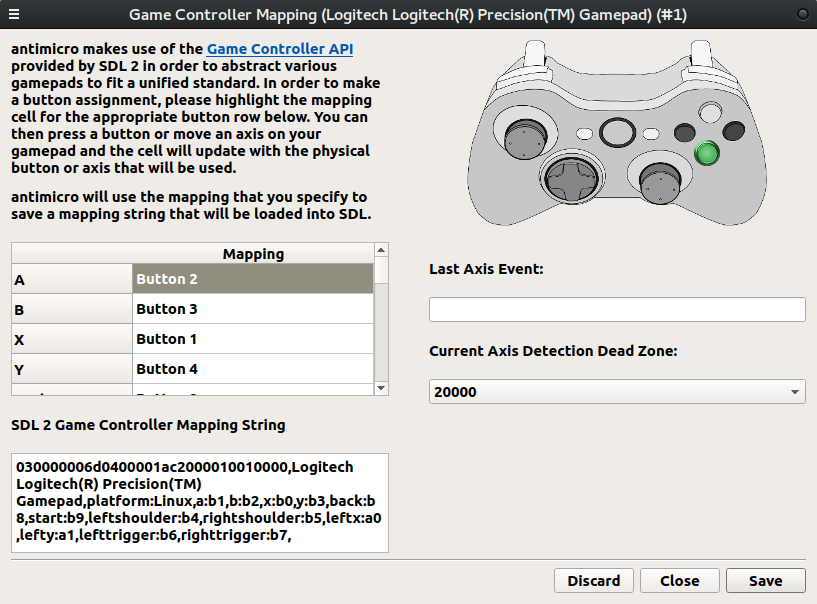 Game Controller Mapping (Logitech Logitech(R) Precision(TM) Gamepad) (#1)
antimicro makes use of the Game Controller API
provided by SDL 2 in order to abstract various
gamepads to fit a unified standard. In order to make
a button assignment, please highlight the mapping
cell for the appropriate button row below. You can
then press a button or move an axis on your
gamepad and the cell will update with the physical
button or axis that will be used.
antimicro will use the mapping that you specify to
save a mapping string that will be loaded into SDL.
Mapping
A Button 2
B Button 3
X Button 1
Y Button 4
SDL 2 Game Controller Mapping String
030000006d0400001ac2000010010000,Logitech
Logitech(R) Precision(TM)
Gamepad,platform:Linux,a:b1,b:b2,x:b0,y:b3,back:b
8,start:b9,leftshoulder:b4,rightshoulder:b5,leftx:a0
,lefty:a1,lefttrigger:b6,righttrigger:b7,
Last Axis Event:
Current Axis Detection Dead Zone:
20000
Discard
Close
Save